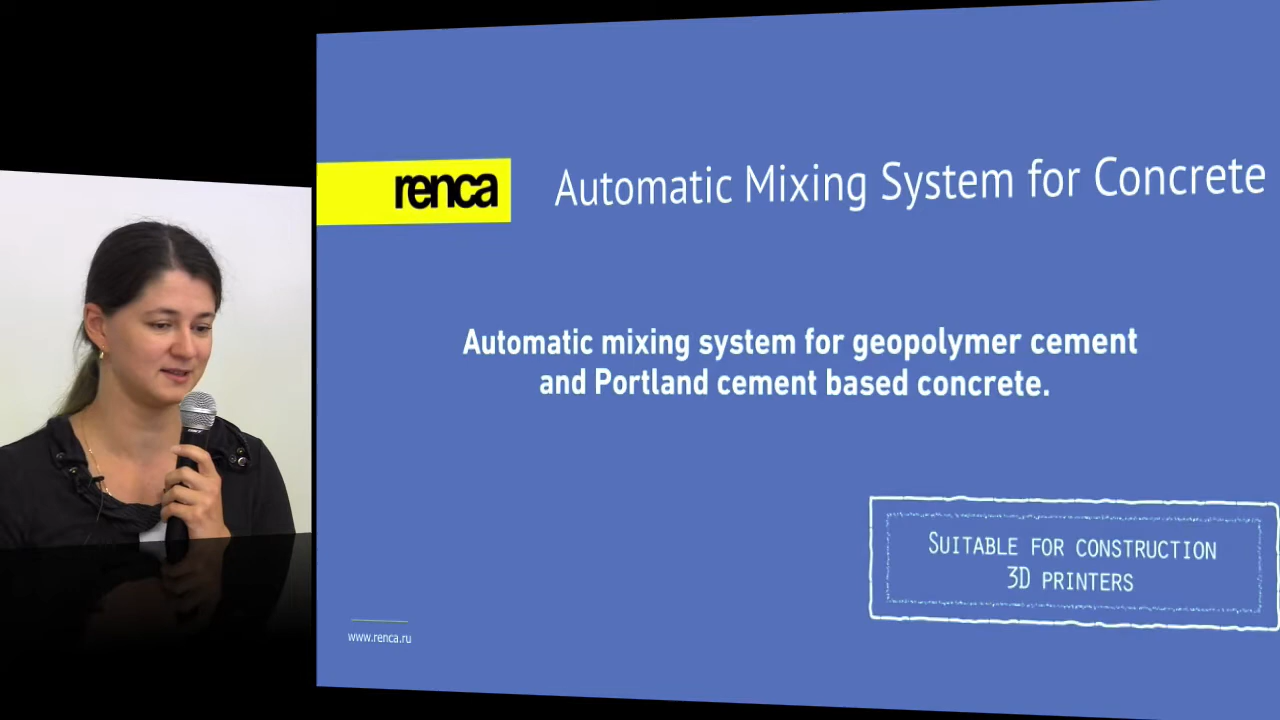 renca
Automatic Mixing System for Concrete
Automatic mixing system for geopolymer cement
and Portland cement based concrete.
SUITABLE FOR CONSTRUCTION
3D PRINTERS
www.renca.ru